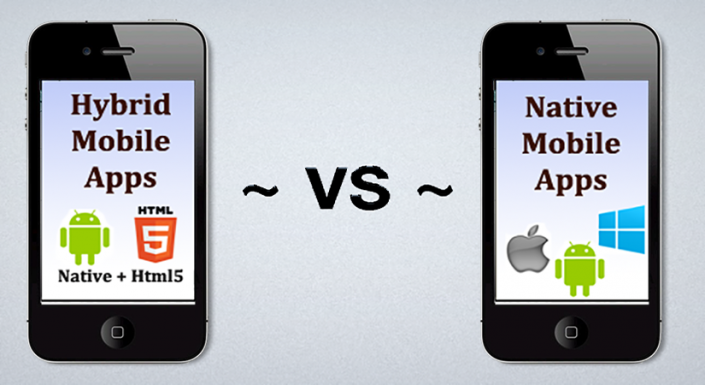 Hybrid
Mobile
Apps
HTML
5
Native + Html5
~ VS ~
Native
Mobile
Apps